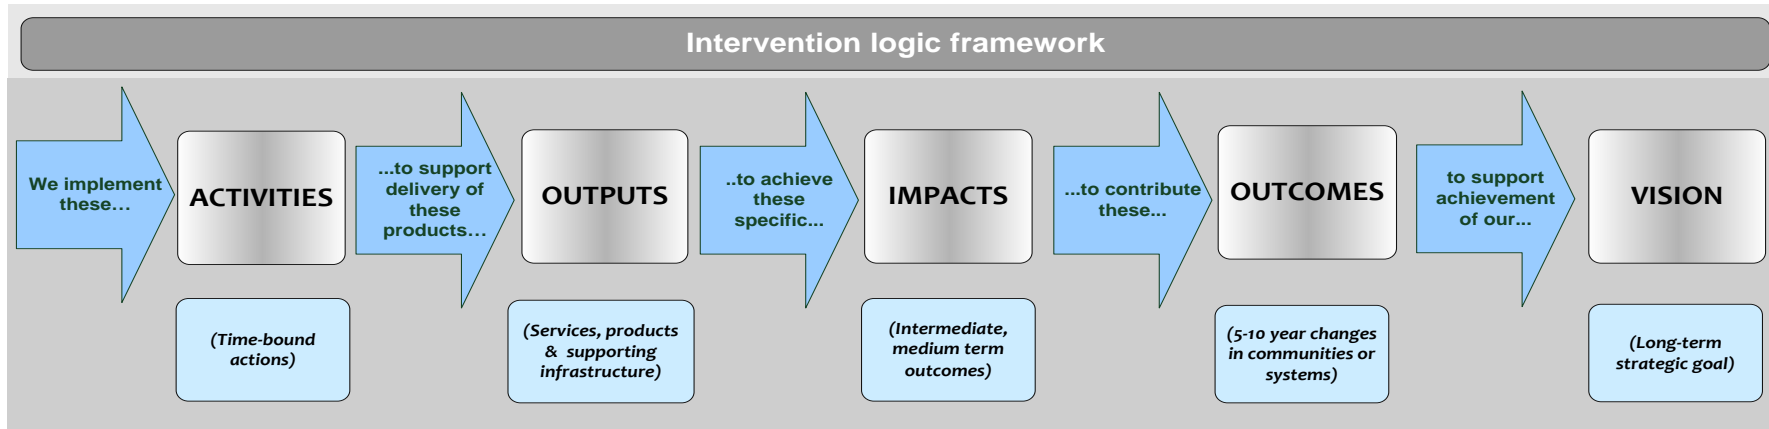 Intervention logic framework
We implement
these...
ACTIVITIES
...to support
delivery of
these
products...
OUTPUTS
..to achieve
these
specific...
IMPACTS
...to contribute
these...
OUTCOMES
to support
achievement
of our...
VISION
(Time-bound
actions)
(Services, products
& supporting
infrastructure)
(Intermediate,
medium term
outcomes)
(5-10 year changes
in communities or
systems)
(Long-term
strategic goal)